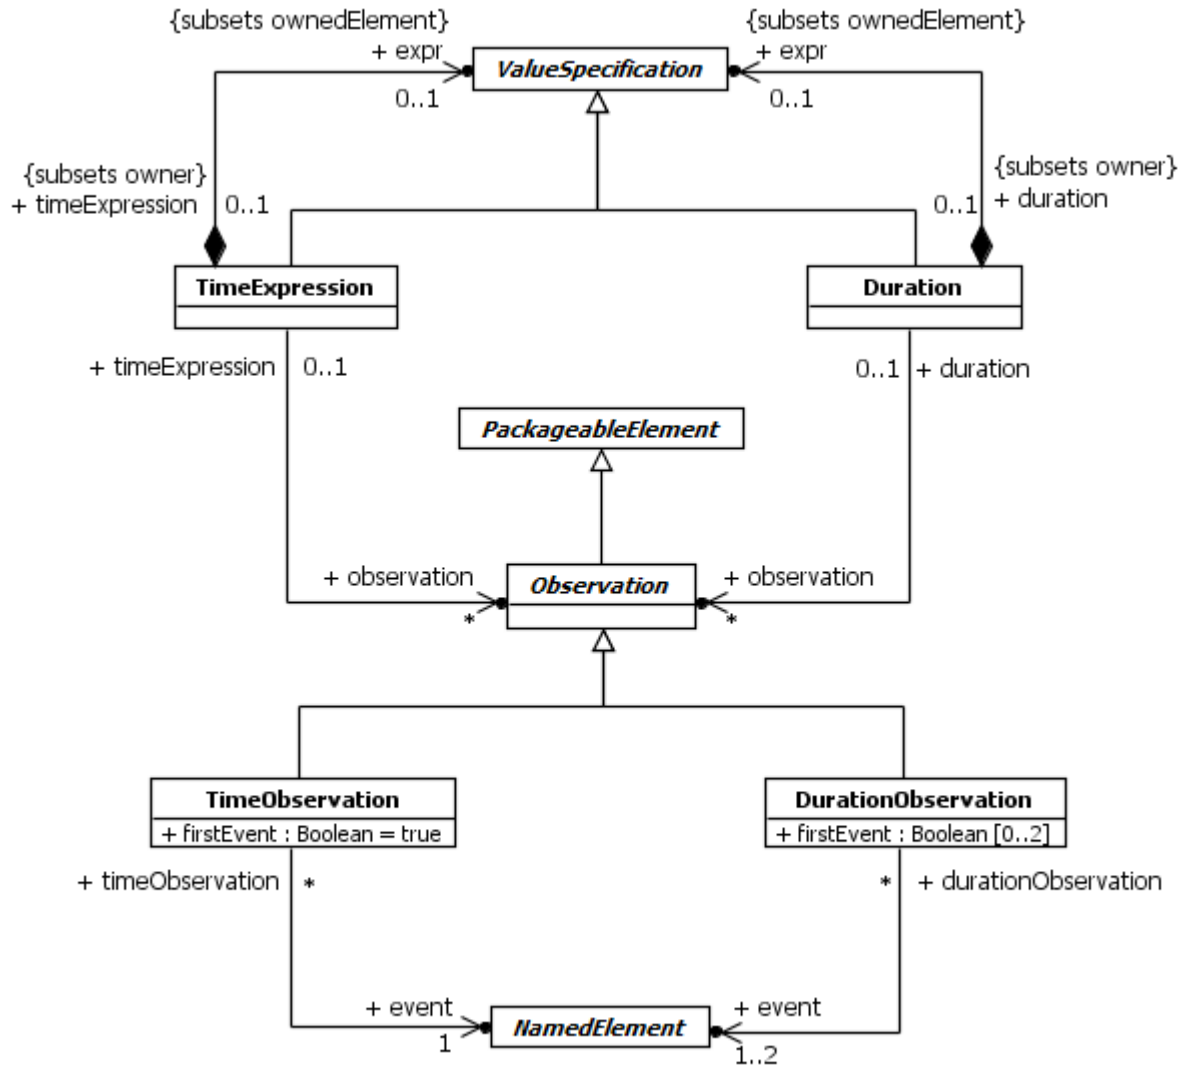 {subsets ownedElement}
{subsets ownedElement}
+ expr
+ expr
ValueSpecification
0..1
0..1
{subsets owner}
+ timeExpression
0..1
{subsets owner}
0..1
+ duration
TimeExpression
Duration
+ timeExpression
0..1
0..1
+ duration
PackageableElement
+ observation
Observation
+ observation
*
*
TimeObservation
+ firstEvent : Boolean = true
DurationObservation
+ firstEvent : Boolean [0..2]
+ timeObservation
*
*
+ durationObservation
+ event
+ event
NamedElement
1
1..2